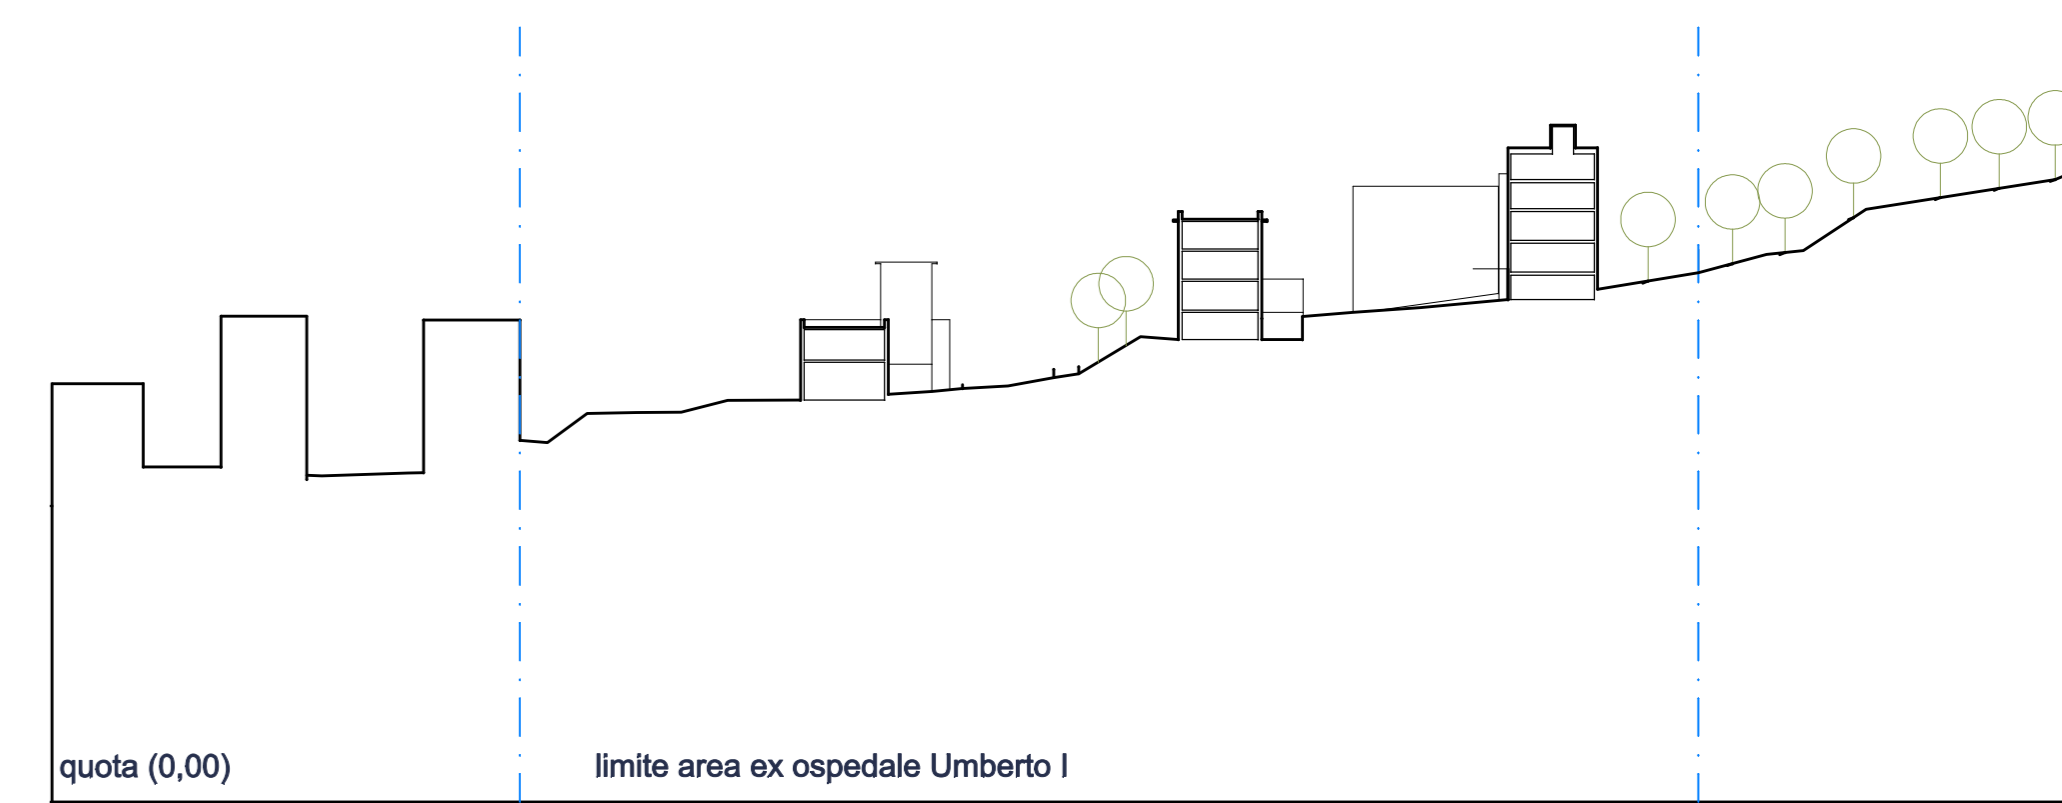 quota (0,00)
limite area ex ospedale Umberto I